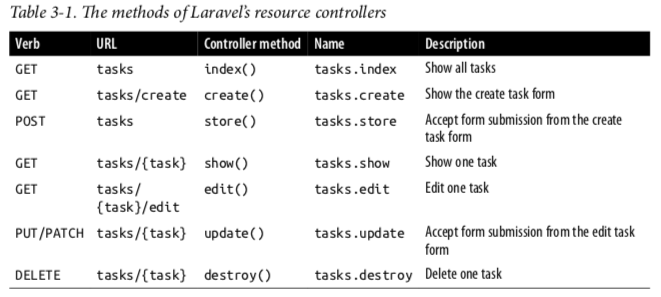 Table 3-1. The methods of Laravel's resource controllers
Verb URL Controller method Name Description
GET tasks index() tasks.index Show all tasks
GET tasks/create create() tasks.create Show the create task form
POST tasks store() tasks.store Accept form submission from the create
task form
GET tasks/{task} show() tasks.show Show one task
GET tasks/ edit() tasks.edit Edit one task
{task}/edit
PUT/PATCH tasks/{task} update() tasks.update Accept form submission from the edit task
form
DELETE tasks/{task} destroy() tasks.destroy Delete one task